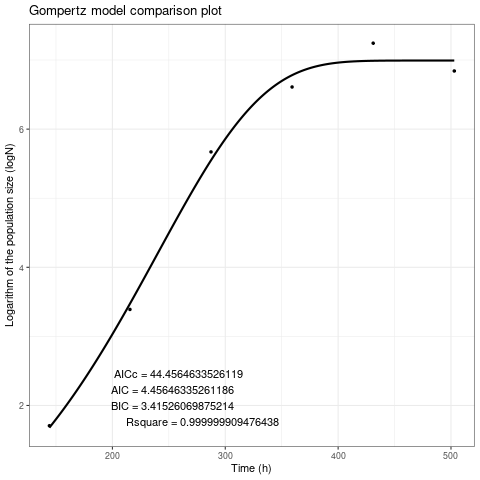 Gompertz model comparison plot
Logarithm of the population size (logN)
6
4
2
AICc = 44.4564633526119
AIC = 4.45646335261186
BIC = 3.41526069875214
Rsquare = 0.999999909476438
200 300 400 500
Time (h)